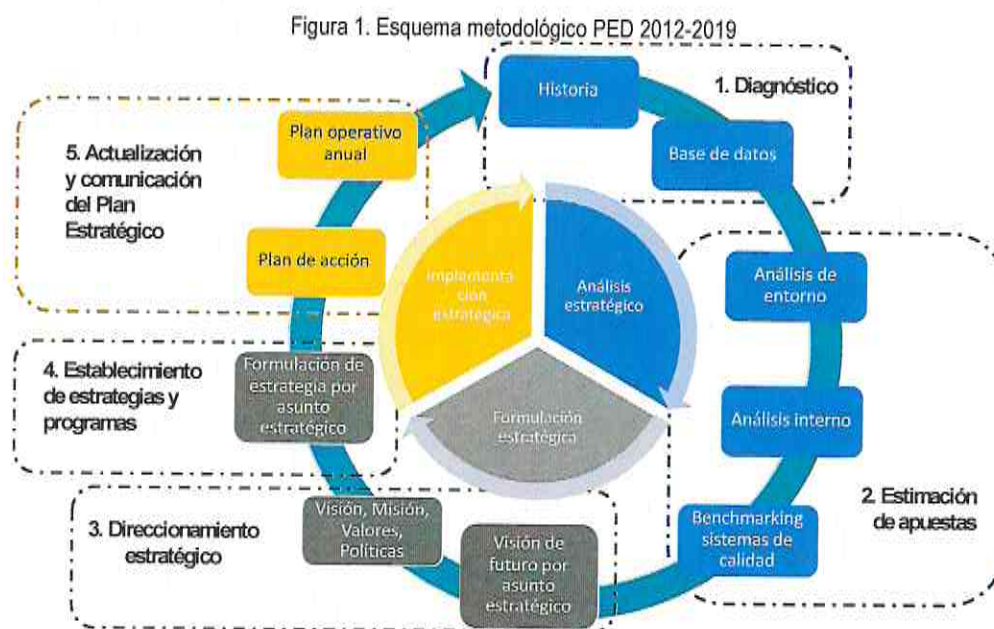 Figura 1. Esquema metodológico PED 2012-2019
1. Diagnóstico
Historia
Base de datos
Análisis de
entorno
Análisis interno
Benchmarking
sistemas de
calidad
2. Estimación
de apuestas
Visión de
futuro por
asunto
estratégico
Visión, Misión,
Valores,
Políticas
3. Direccionamiento
estratégico
Formulación de
estrategia por
asunto
estratégico
4. Establecimiento
de estrategias y
programas
Plan de acción
Plan operativo
anual
5. Actualización
y comunicación
del Plan
Estratégico
Implementa
ción
estratégica
Análisis
estratégico
Formulación
estratégica